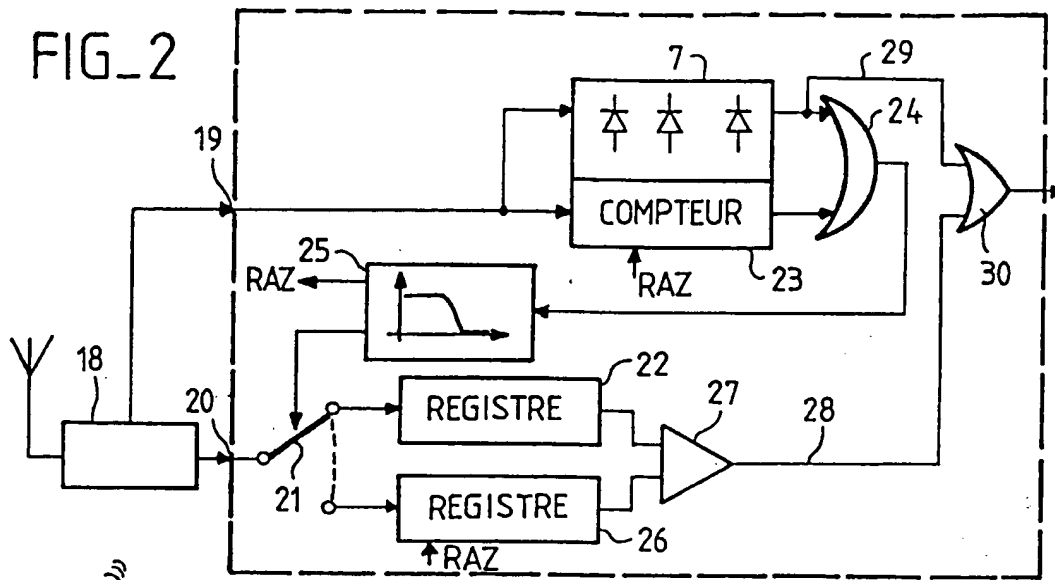 FIG_2
7
29
24
19
COMPTEUR
25
RAZ
RAZ
23
30
18
20
22
REGISTRE
27
28
21
REGISTRE
26
RAZ